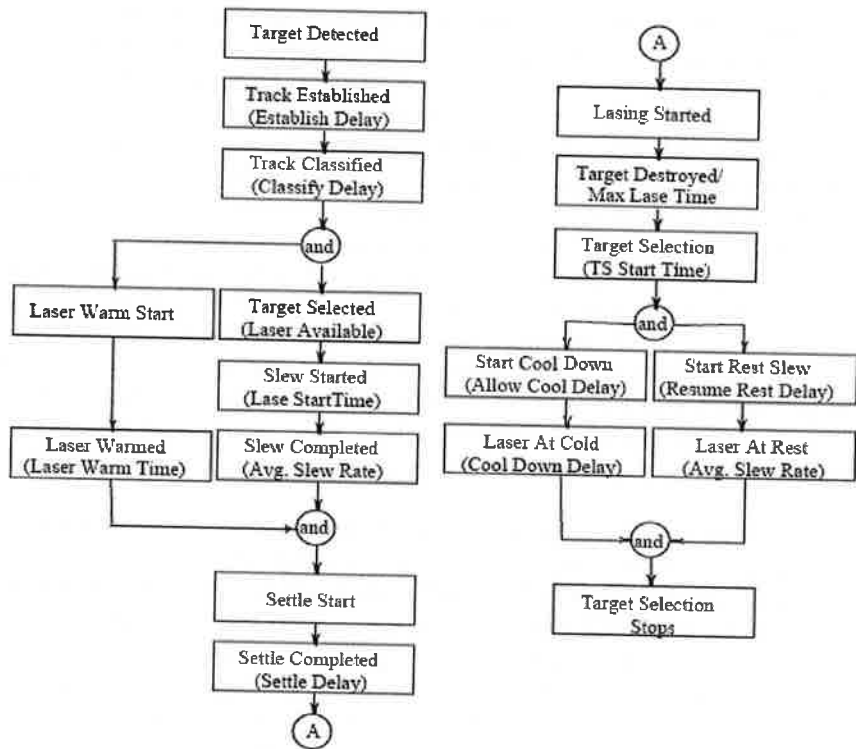 Target Detected
Track Established
(Establish Delay)
Track Classified
(Classify Delay)
and
Laser Warm Start
Target Selected
(Laser Available)
Slew Started
(Lase StartTime)
Laser Warmed
(Laser Warm Time)
Slew Completed
(Avg. Slew Rate)
and
Settle Start
Settle Completed
(Settle Delay)
A
A
Lasing Started
Target Destroyed/
Max Lase Time
Target Selection
(TS Start Time)
and
Start Cool Down
(Allow Cool Delay)
Start Rest Slew
(Resume Rest Delay)
Laser At Cold
(Cool Down Delay)
Laser At Rest
(Avg. Slew Rate)
and
Target Selection
Stops